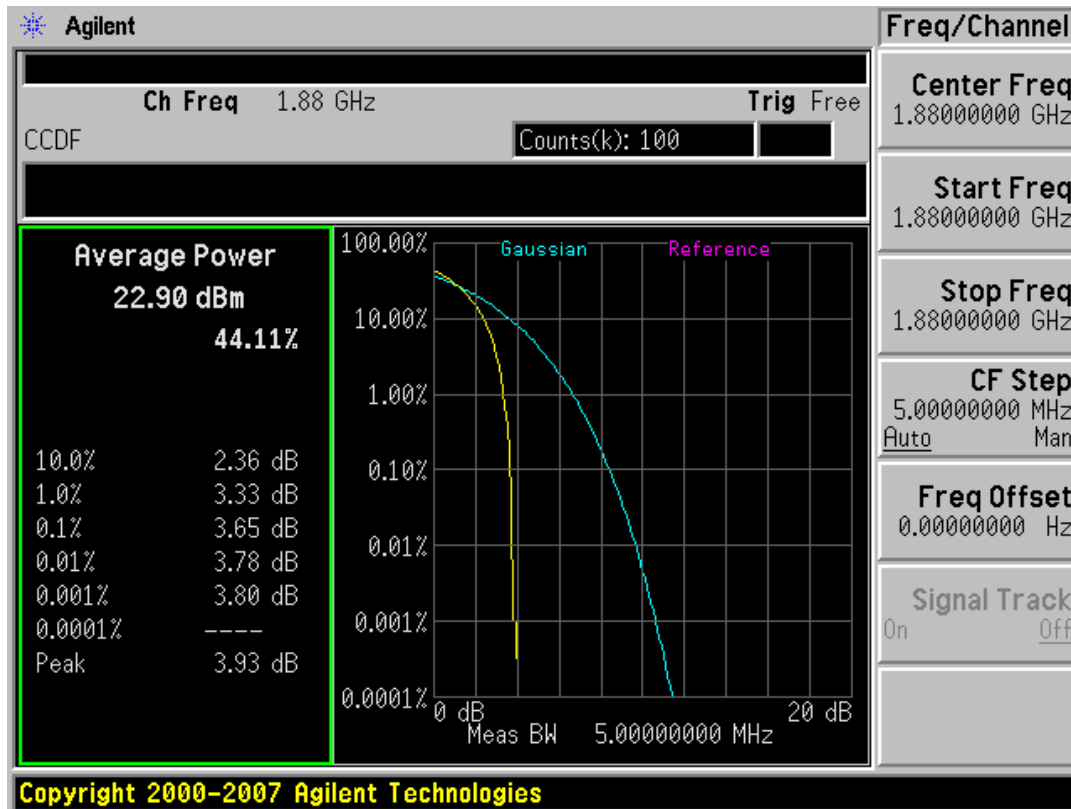 Agilent
Freq/Channel
Ch Freq 1.88 GHz Trig Free
CCDF Counts(k): 100
Average Power
22.90 dBm
44.11%
10.0% 2.36 dB
1.0% 3.33 dB
0.1% 3.65 dB
0.01% 3.78 dB
0.001% 3.80 dB
0.0001% ----
Peak 3.93 dB
Gaussian Reference
100.00%
10.00%
1.00%
0.10%
0.01%
0.001%
0.0001%
0 dB 20 dB
Meas BW 5.00000000 MHz
Center Freq
1.88000000 GHz
Start Freq
1.88000000 GHz
Stop Freq
1.88000000 GHz
CF Step
5.00000000 MHz
Auto Man
Freq Offset
0.00000000 Hz
Signal Track
On Off
Copyright 2000-2007 Agilent Technologies